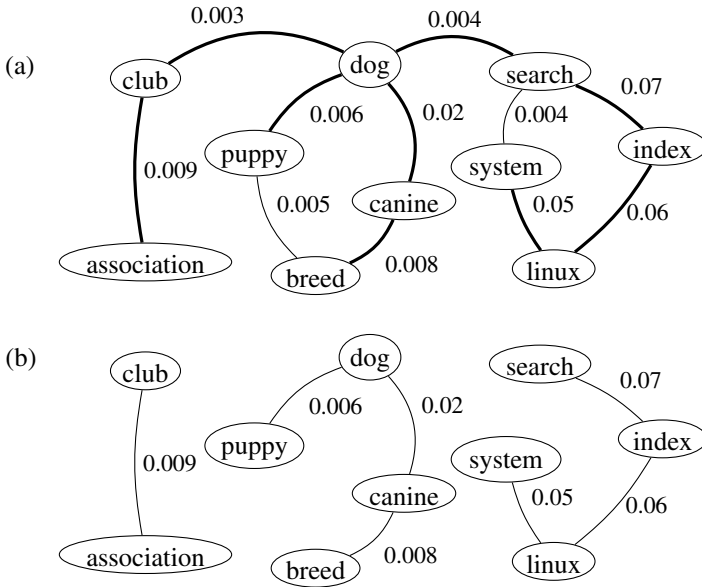 0.003
0.004
(a)
club
dog
search
0.07
0.006
0.02
0.004
puppy
system
index
0.009
0.005
canine
0.05
0.06
association
breed
0.008
linux
(b)
club
dog
search
0.07
0.006
0.02
puppy
system
index
0.009
canine
0.05
0.06
association
breed
0.008
linux